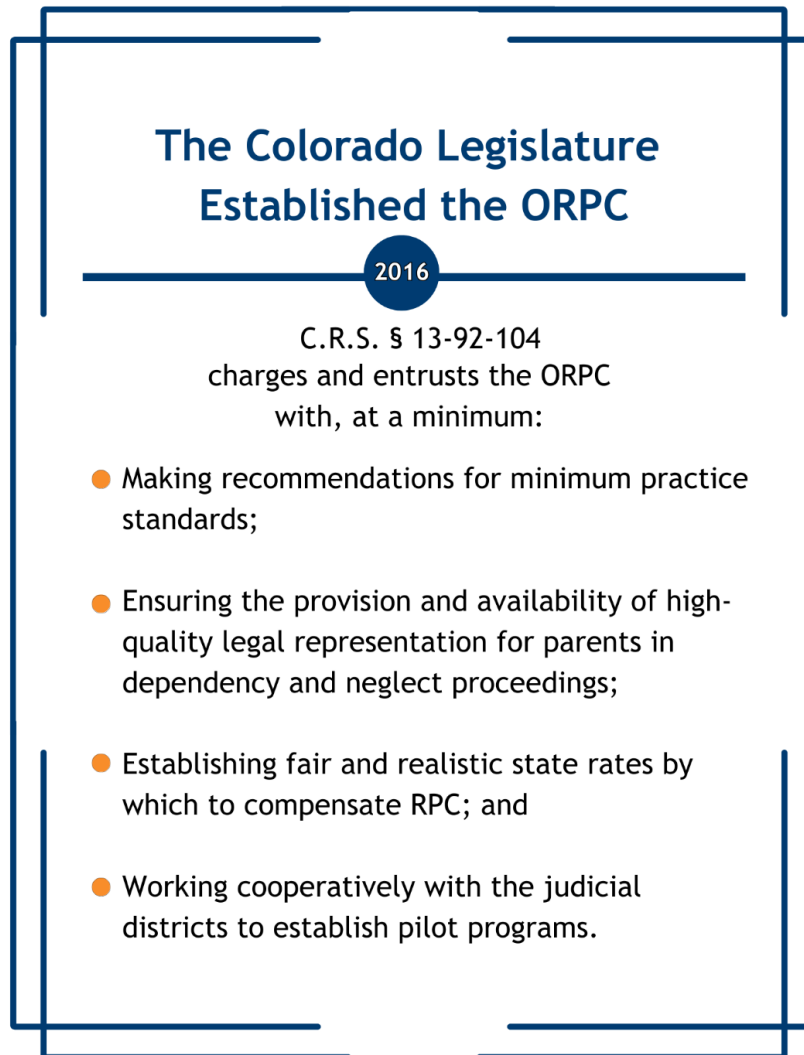 The Colorado Legislature
Established the ORPC
2016
C.R.S. § 13-92-104
charges and entrusts the ORPC
with, at a minimum:
Making recommendations for minimum practice
standards;
Ensuring the provision and availability of high-
quality legal representation for parents in
dependency and neglect proceedings;
Establishing fair and realistic state rates by
which to compensate RPC; and
Working cooperatively with the judicial
districts to establish pilot programs.